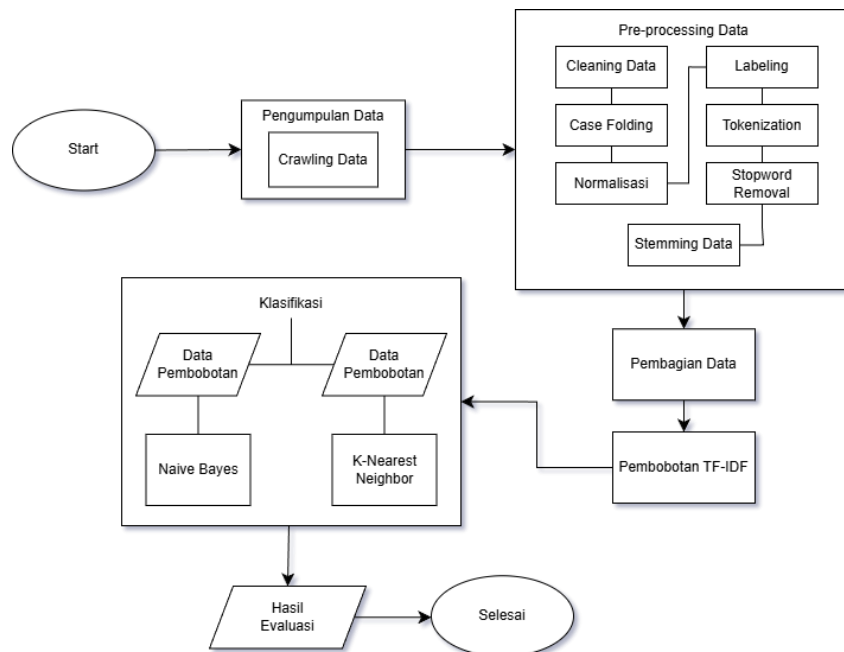 Start
Pengumpulan Data
Crawling Data
Pre-processing Data
Cleaning Data
Case Folding
Normalisasi
Labeling
Tokenization
Stopword
Removal
Stemming Data
Pembagian Data
Pembobotan TF-IDF
Klasifikasi
Data
Pembobotan
Data
Pembobotan
Naive Bayes
K-Nearest
Neighbor
Hasil
Evaluasi
Selesai